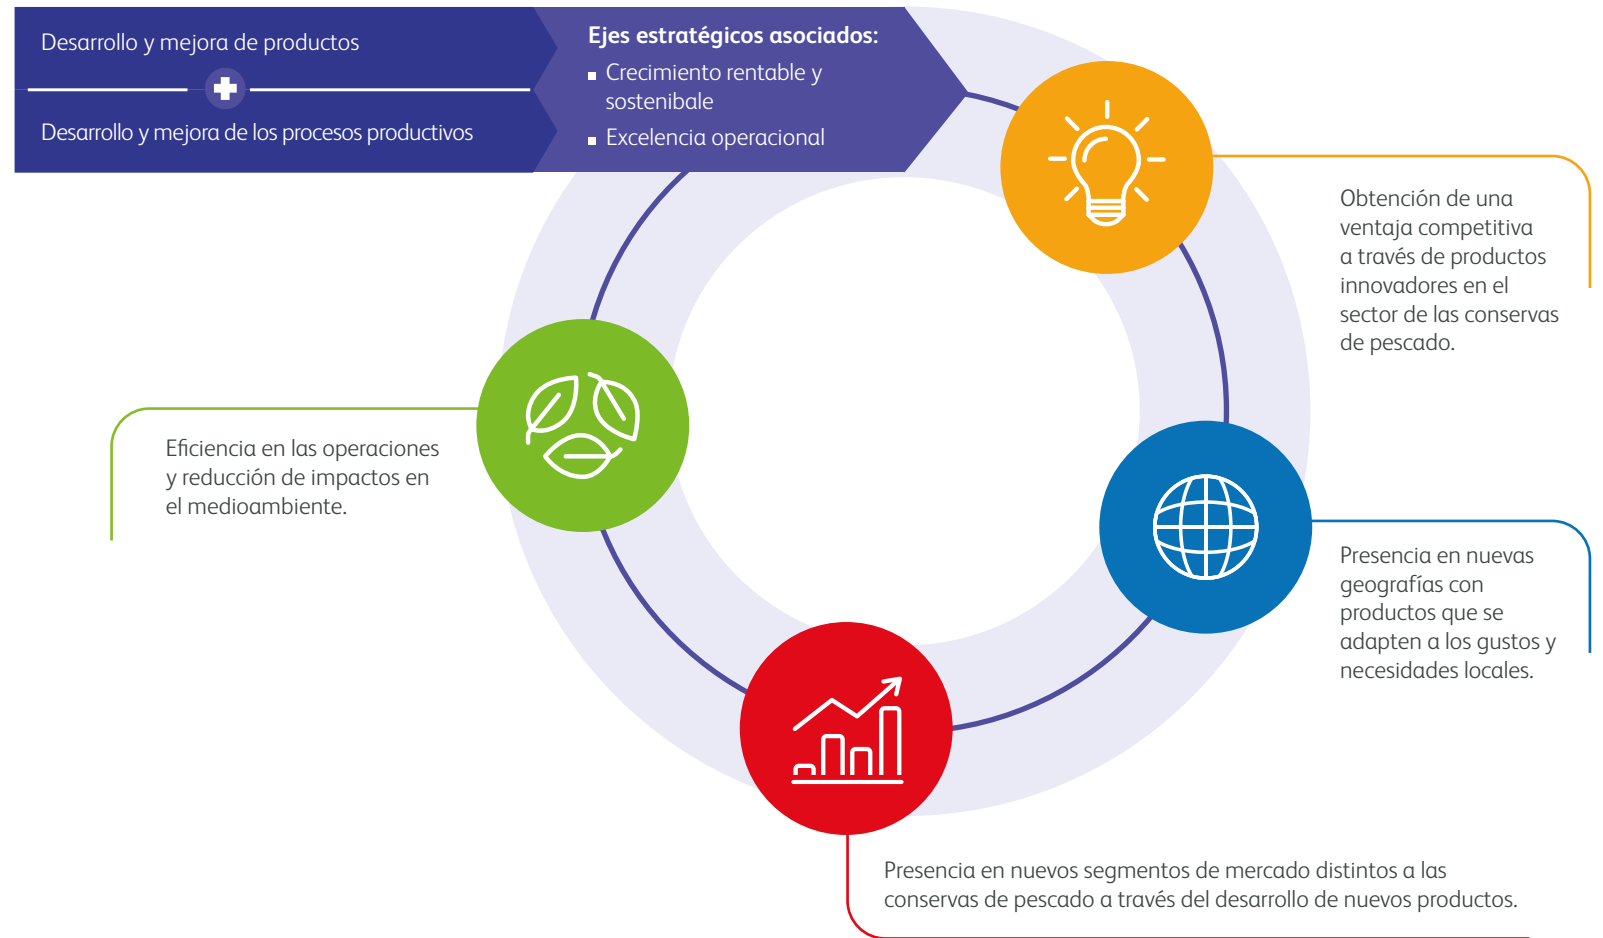 Desarrollo y mejora de productos
Desarrollo y mejora de los procesos productivos
Ejes estratégicos asociados:
Crecimiento rentable y
sostenibale
Excelencia operacional
Obtención de una
ventaja competitiva
a través de productos
innovadores en el
sector de las conservas
de pescado.
Eficiencia en las operaciones
y reducción de impactos en
el medioambiente.
Presencia en nuevas
geografías con
productos que se
adapten a los gustos y
necesidades locales.
Presencia en nuevos segmentos de mercado distintos a las
conservas de pescado a través del desarrollo de nuevos productos.